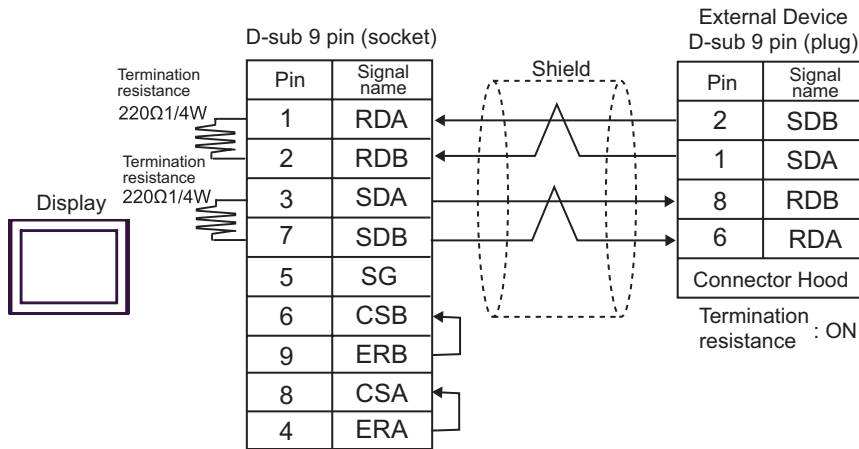 External Device
D-sub 9 pin (socket)
D-sub 9 pin (plug)
Termination
resistance
220Ω1/4W
Termination
resistance
220Ω1/4W
Display
Pin Signal name
1 RDA
2 RDB
3 SDA
7 SDB
5 SG
6 CSB
9 ERB
8 CSA
4 ERA
Shield
Pin Signal name
2 SDB
1 SDA
8 RDB
6 RDA
Connector Hood
Termination
resistance : ON